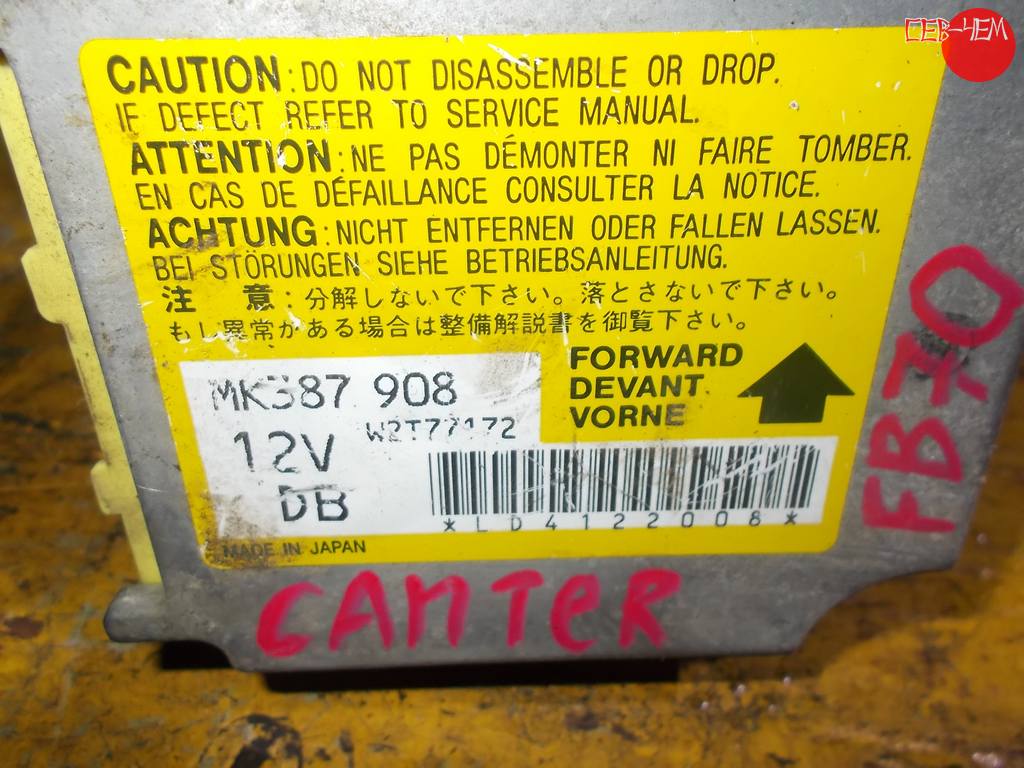 CEB-4EM
CAUTION : DO NOT DISASSEMBLE OR DROP.
IF DEFECT REFER TO SERVICE MANUAL.
ATTENTION : NE PAS DÉMONTER NI FAIRE TOMBER.
EN CAS DE DÉFAILLANCE CONSULTER LA NOTICE.
ACHTUNG : NICHT ENTFERNEN ODER FALLEN LASSEN.
BEI STÖRUNGEN SIEHE BETRIEBSANLEITUNG.
注 意 : 分解しないで下さい。落とさないで下さい。
もし異常がある場合は整備解説書を御覧下さい。
MK387 908
W2T77172
12V
DB
FORWARD
DEVANT
VORNE
*LD4122008*
MADE IN JAPAN
CANTER
FB70